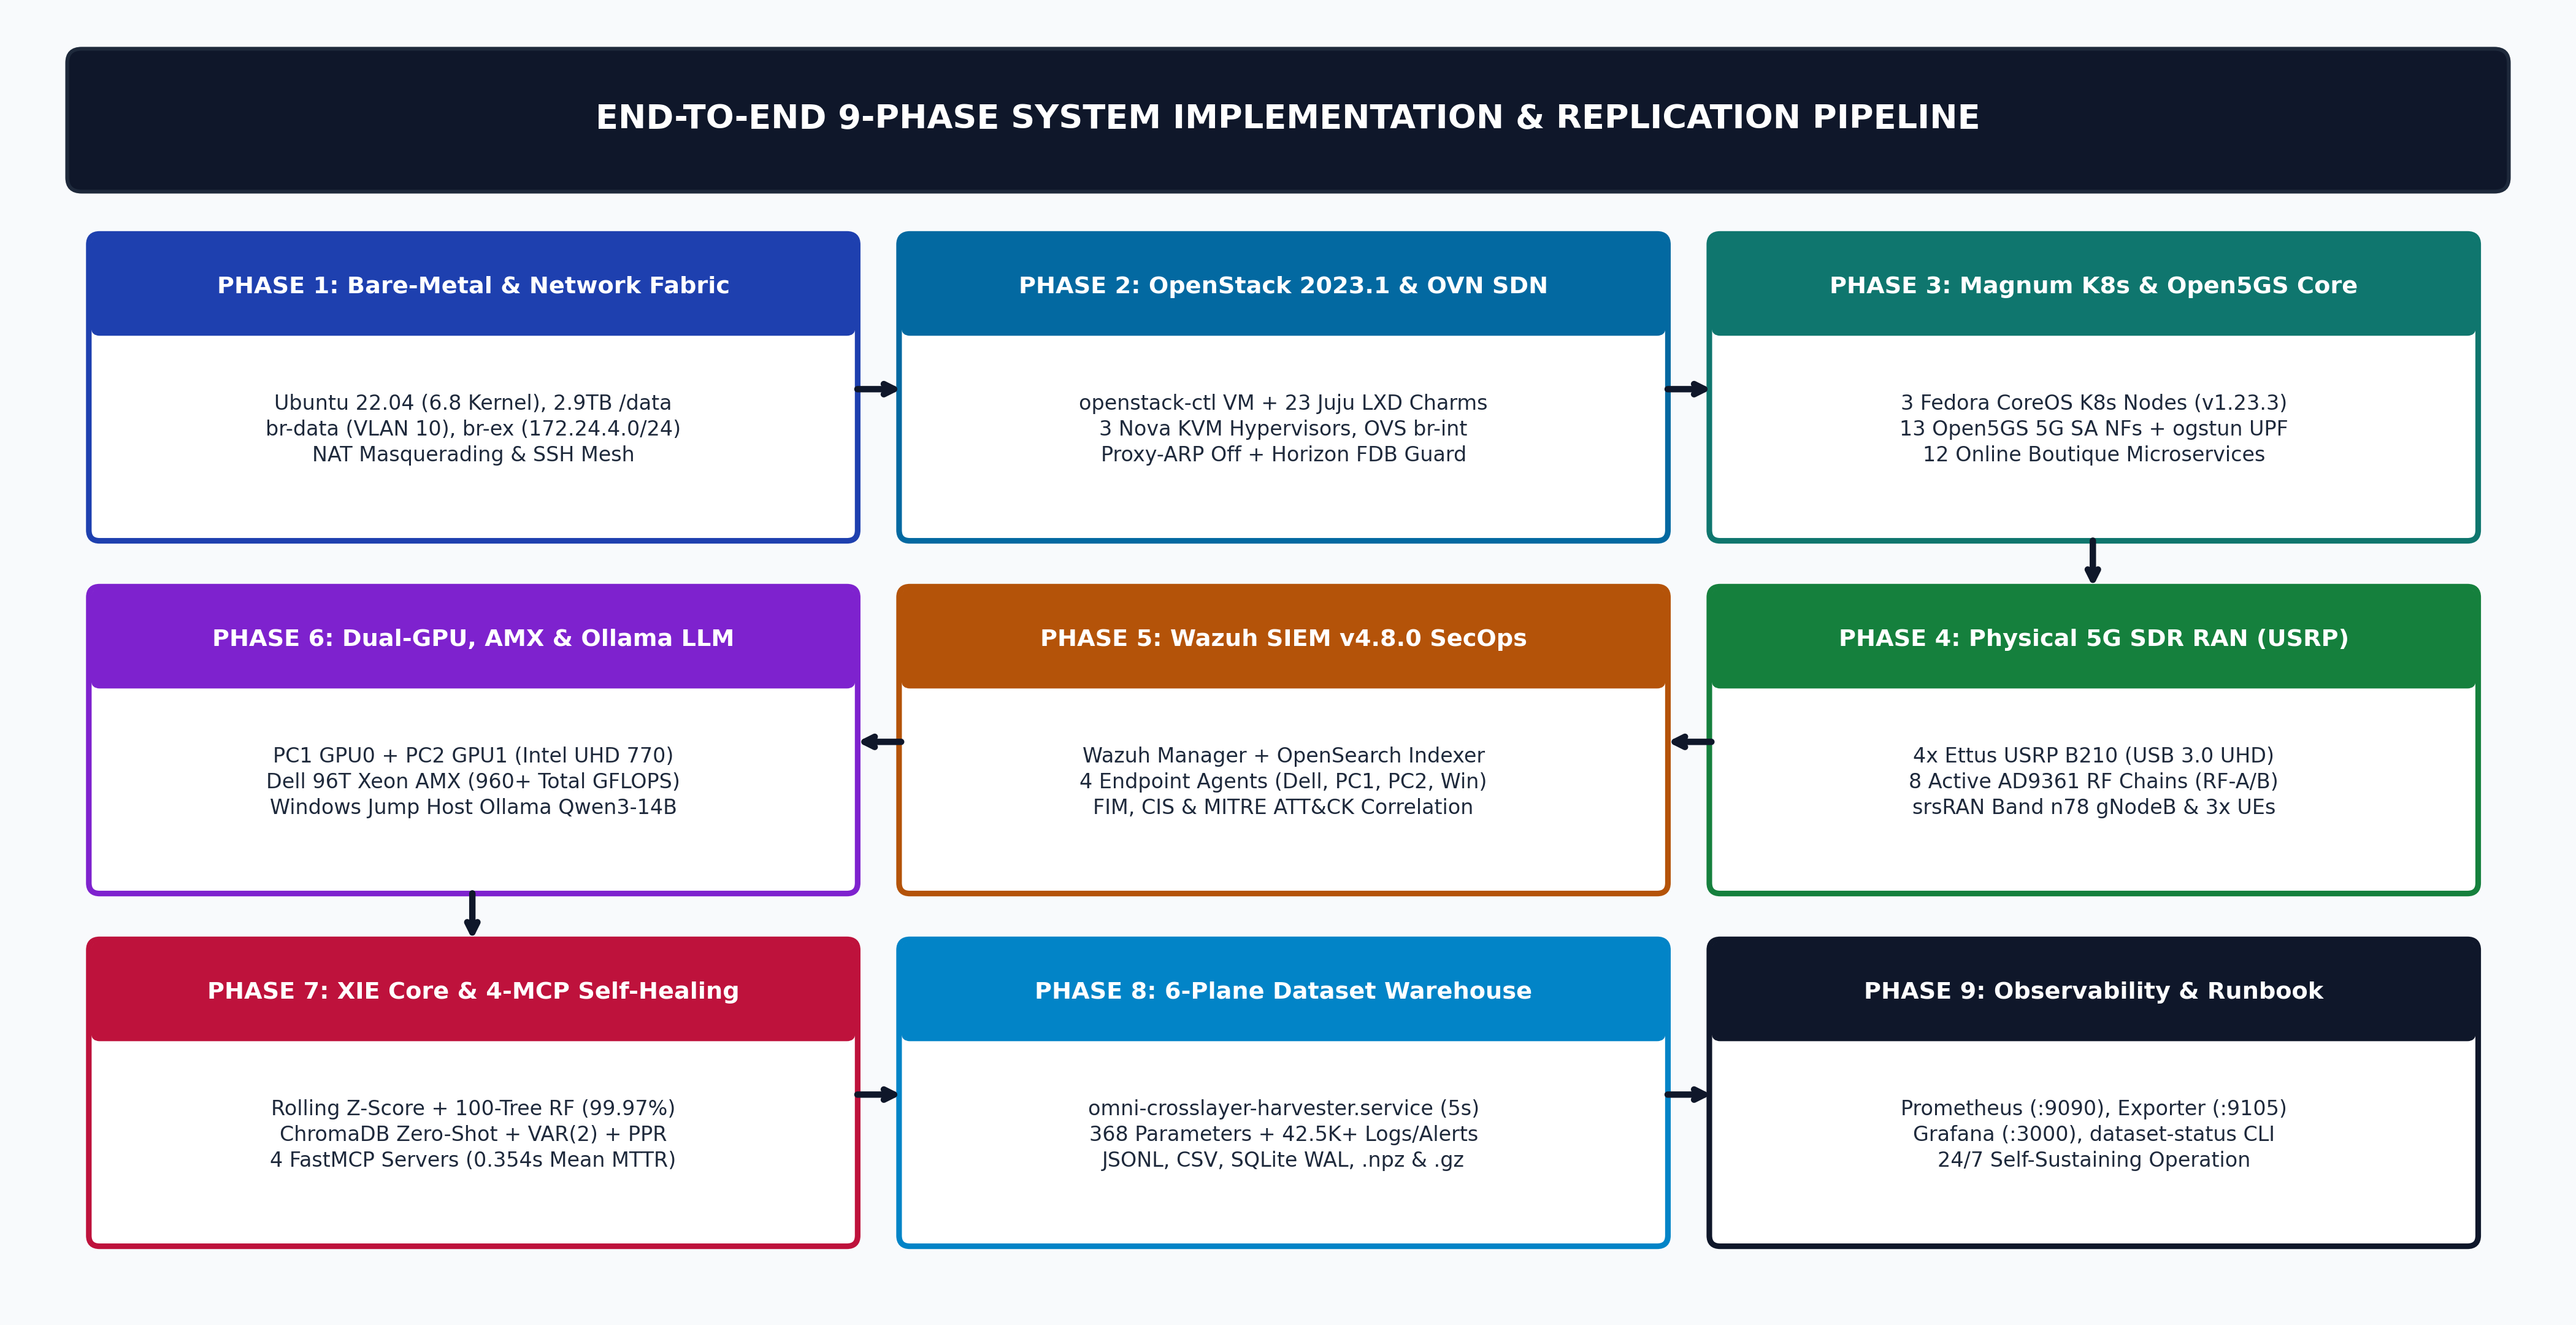 END-TO-END 9-PHASE SYSTEM IMPLEMENTATION & REPLICATION PIPELINE
PHASE 1: Bare-Metal & Network Fabric
Ubuntu 22.04 (6.8 Kernel), 2.9TB /data
br-data (VLAN 10), br-ex (172.24.4.0/24)
NAT Masquerading & SSH Mesh
PHASE 2: OpenStack 2023.1 & OVN SDN
openstack-ctl VM + 23 Juju LXD Charms
3 Nova KVM Hypervisors, OVS br-int
Proxy-ARP Off + Horizon FDB Guard
PHASE 3: Magnum K8s & Open5GS Core
3 Fedora CoreOS K8s Nodes (v1.23.3)
13 Open5GS 5G SA NFs + ogstun UPF
12 Online Boutique Microservices
PHASE 4: Physical 5G SDR RAN (USRP)
4x Ettus USRP B210 (USB 3.0 UHD)
8 Active AD9361 RF Chains (RF-A/B)
srsRAN Band n78 gNodeB & 3x UEs
PHASE 5: Wazuh SIEM v4.8.0 SecOps
Wazuh Manager + OpenSearch Indexer
4 Endpoint Agents (Dell, PC1, PC2, Win)
FIM, CIS & MITRE ATT&CK Correlation
PHASE 6: Dual-GPU, AMX & Ollama LLM
PC1 GPU0 + PC2 GPU1 (Intel UHD 770)
Dell 96T Xeon AMX (960+ Total GFLOPS)
Windows Jump Host Ollama Qwen3-14B
PHASE 7: XIE Core & 4-MCP Self-Healing
Rolling Z-Score + 100-Tree RF (99.97%)
ChromaDB Zero-Shot + VAR(2) + PPR
4 FastMCP Servers (0.354s Mean MTTR)
PHASE 8: 6-Plane Dataset Warehouse
omni-crosslayer-harvester.service (5s)
368 Parameters + 42.5K+ Logs/Alerts
JSONL, CSV, SQLite WAL, .npz & .gz
PHASE 9: Observability & Runbook
Prometheus (:9090), Exporter (:9105)
Grafana (:3000), dataset-status CLI
24/7 Self-Sustaining Operation